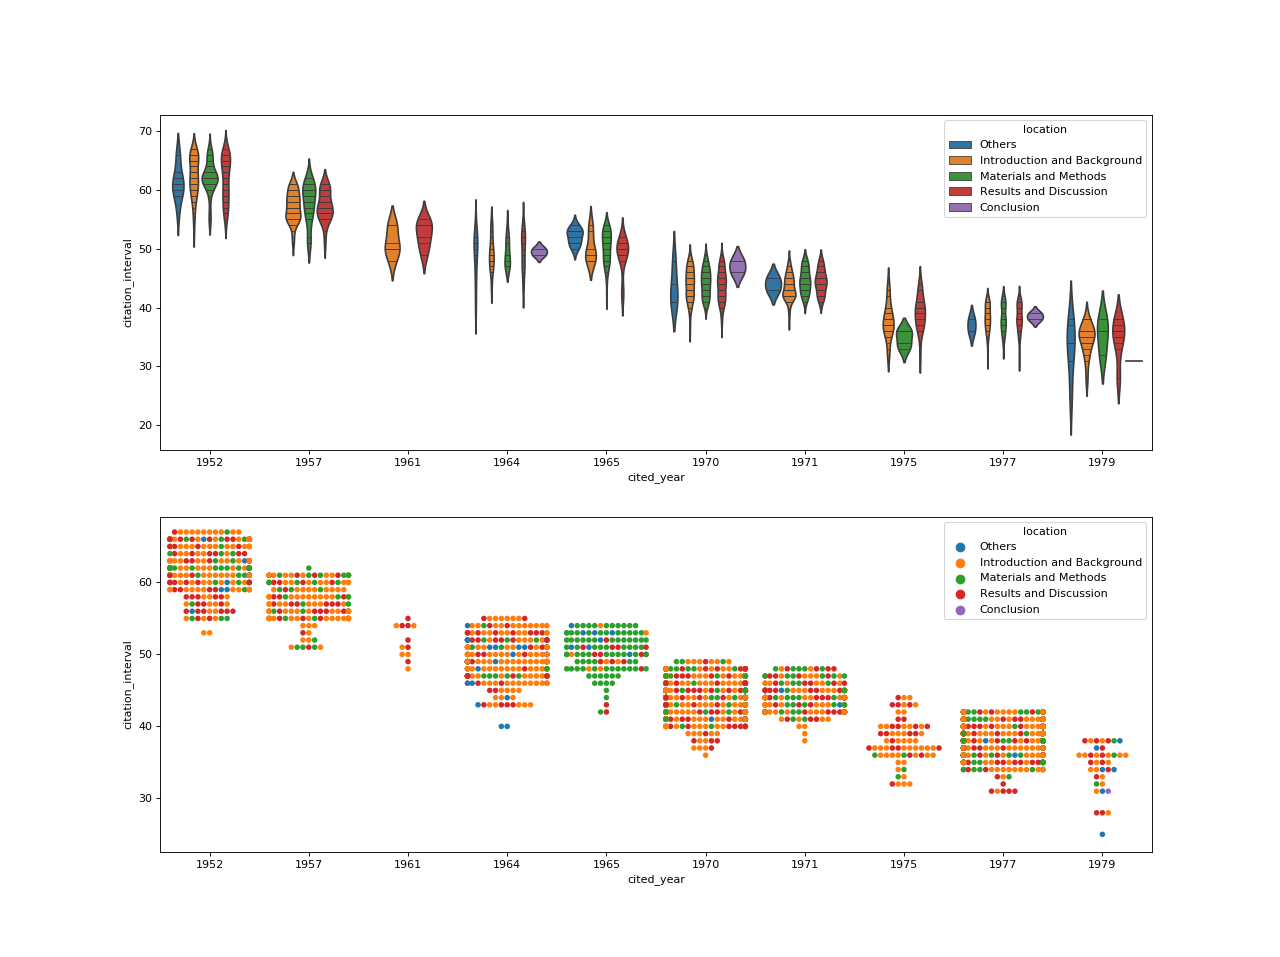 70
60
50
40
30
20
citation_interval
location
Others
Introduction and Background
Materials and Methods
Results and Discussion
Conclusion
1952 1957 1961 1964 1965 1970 1971 1975 1977 1979
cited_year
60
50
40
30
citation_interval
location
Others
Introduction and Background
Materials and Methods
Results and Discussion
Conclusion
1952 1957 1961 1964 1965 1970 1971 1975 1977 1979
cited_year